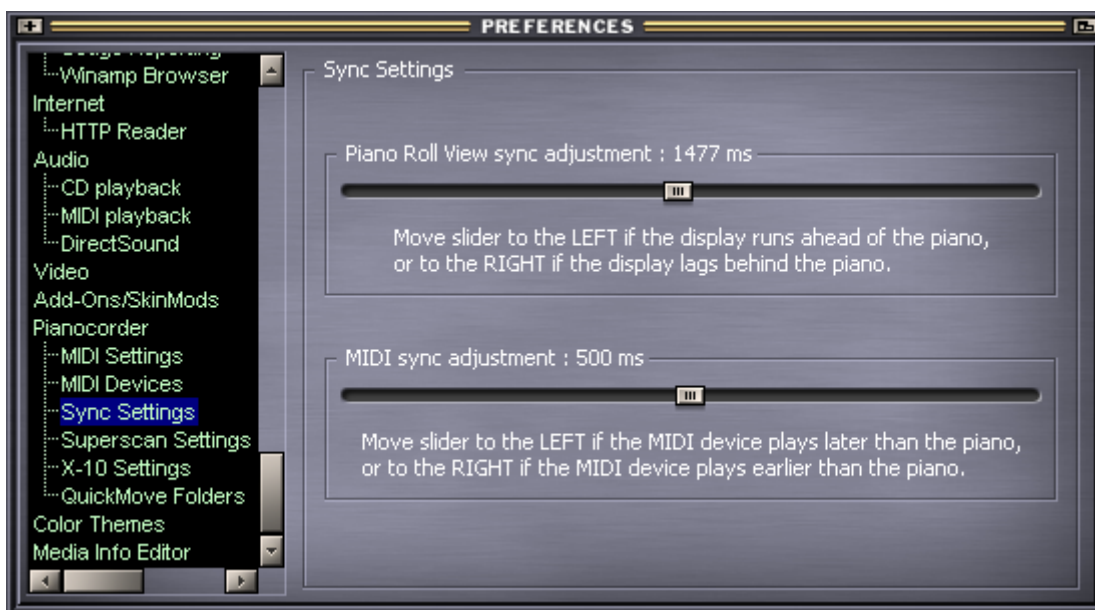 PREFERENCES
Winamp Browser
Internet
HTTP Reader
Audio
CD playback
MIDI playback
DirectSound
Video
Add-Ons/SkinMods
Pianocorder
MIDI Settings
MIDI Devices
Sync Settings
Superscan Settings
X-10 Settings
QuickMove Folders
Color Themes
Media Info Editor
Sync Settings
Piano Roll View sync adjustment : 1477 ms
Move slider to the LEFT if the display runs ahead of the piano,
or to the RIGHT if the display lags behind the piano.
MIDI sync adjustment : 500 ms
Move slider to the LEFT if the MIDI device plays later than the piano,
or to the RIGHT if the MIDI device plays earlier than the piano.